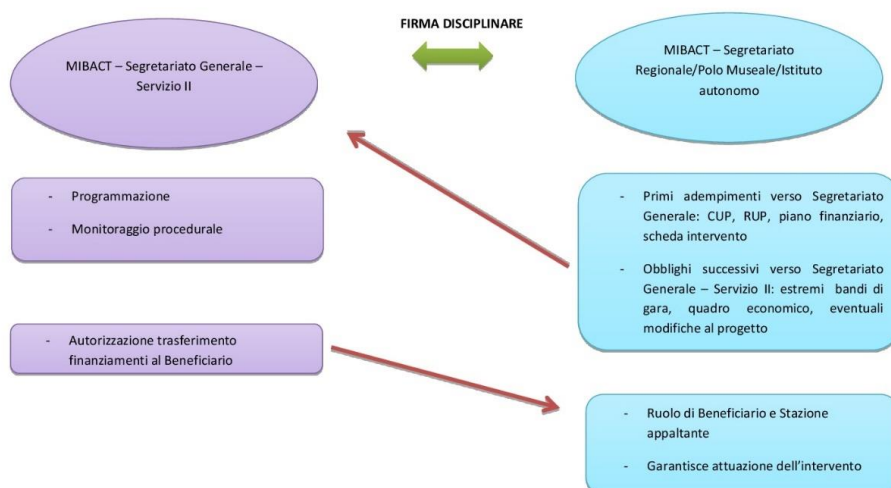 FIRMA DISCIPLINARE
MIBACT – Segretariato Generale –
Servizio II
MIBACT – Segretariato
Regionale/Polo Museale/Istituto
autonomo
- Programmazione
- Monitoraggio procedurale
- Primi adempimenti verso Segretariato
Generale: CUP, RUP, piano finanziario,
scheda intervento
- Obblighi successivi verso Segretariato
Generale – Servizio II: estremi bandi di
gara, quadro economico, eventuali
modifiche al progetto
- Autorizzazione trasferimento
finanziamenti al Beneficiario
- Ruolo di Beneficiario e Stazione
appaltante
- Garantisce attuazione dell'intervento